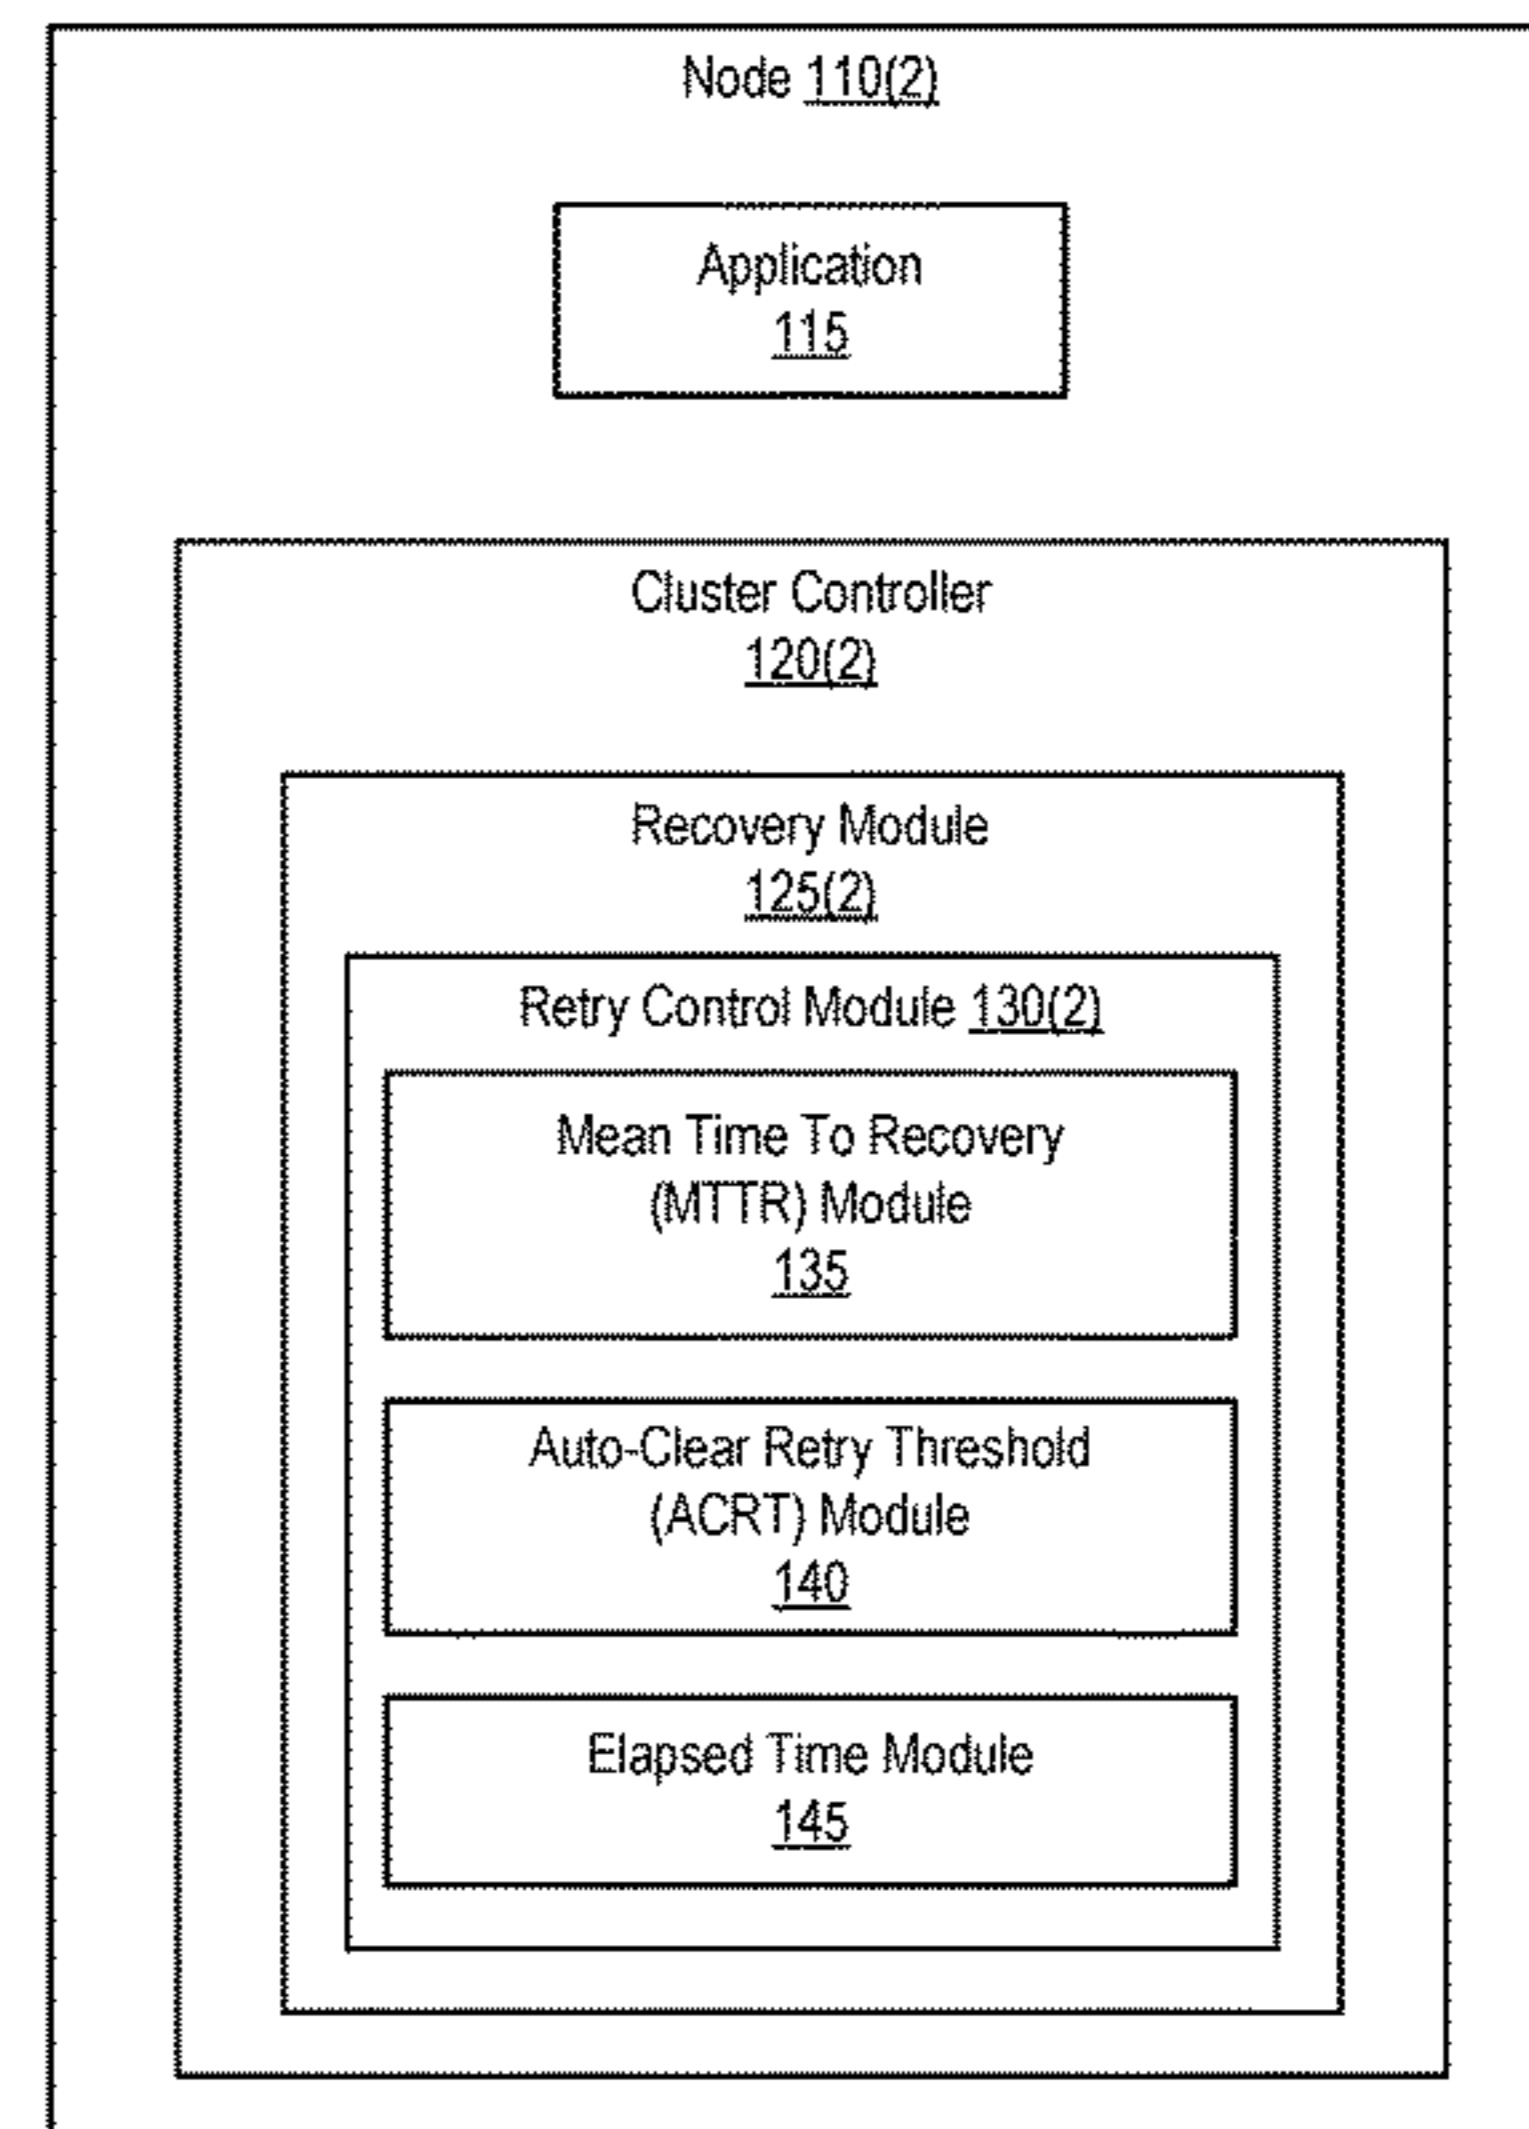 Node 110(2)
Application
115
Cluster Controller
120(2)
Recovery Module
125(2)
Retry Control Module 130(2)
Mean Time To Recovery
(MTTR) Module
135
Auto-Clear Retry Threshold
(ACRT) Module
140
Elapsed Time Module
145